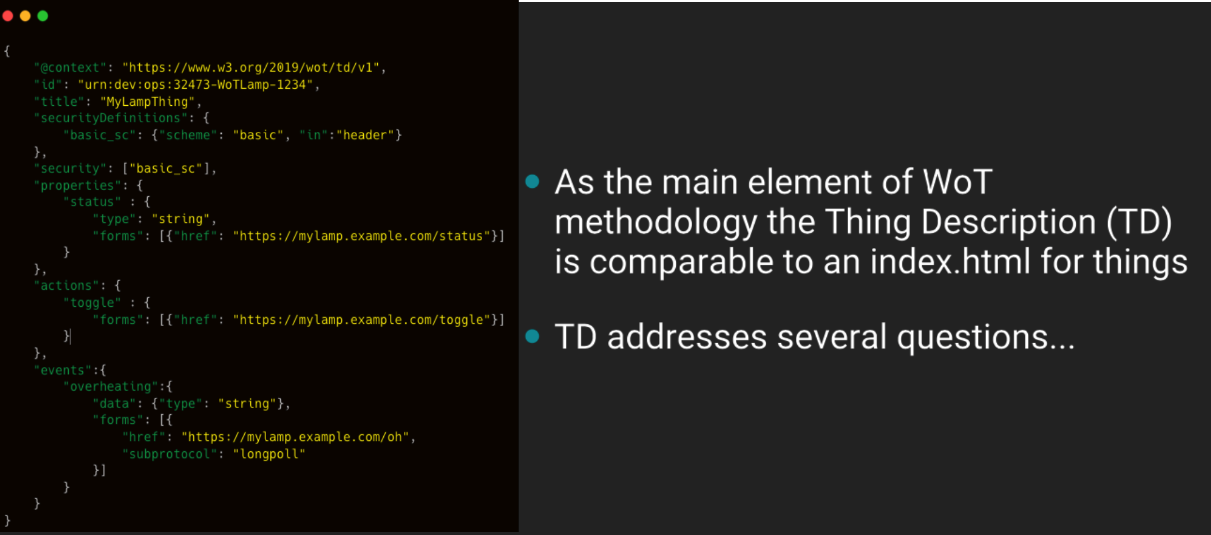 {
    "@context": "https://www.w3.org/2019/wot/td/v1",
    "id": "urn:dev:ops:32473-WoTLamp-1234",
    "title": "MyLampThing",
    "securityDefinitions": {
        "basic_sc": {"scheme": "basic", "in":"header"}
    },
    "security": ["basic_sc"],
    "properties": {
        "status" : {
            "type": "string",
            "forms": [{"href": "https://mylamp.example.com/status"}]
        }
    },
    "actions": {
        "toggle" : {
            "forms": [{"href": "https://mylamp.example.com/toggle"}]
        }
    },
    "events":{
        "overheating":{
            "data": {"type": "string"},
            "forms": [{
                "href": "https://mylamp.example.com/oh",
                "subprotocol": "longpoll"
            }]
        }
    }
}
• As the main element of WoT
methodology the Thing Description (TD)
is comparable to an index.html for things
• TD addresses several questions...